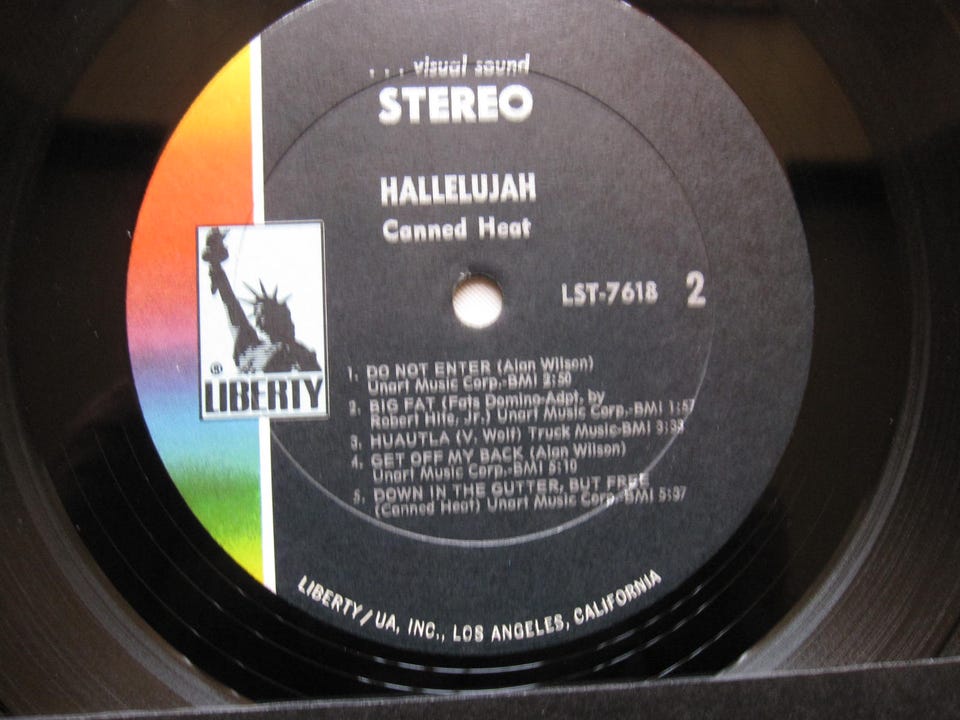 . . . visual sound
STEREO
HALLELUJAH
Canned Heat
LST-7618 2
1. DO NOT ENTER (Alan Wilson)
Unart Music Corp.-BMI 2:50
2. BIG FAT (Fats Domino-Adpt. by
Robert Hite, Jr.) Unart Music Corp.-BMI 1:57
3. HUAUTLA (V. Wolf) Truck Music-BMI 3:33
4. GET OFF MY BACK (Alan Wilson)
Unart Music Corp.-BMI 5:10
5. DOWN IN THE GUTTER, BUT FREE
(Canned Heat) Unart Music Corp.-BMI 5:37
® LIBERTY
LIBERTY/UA, INC., LOS ANGELES, CALIFORNIA